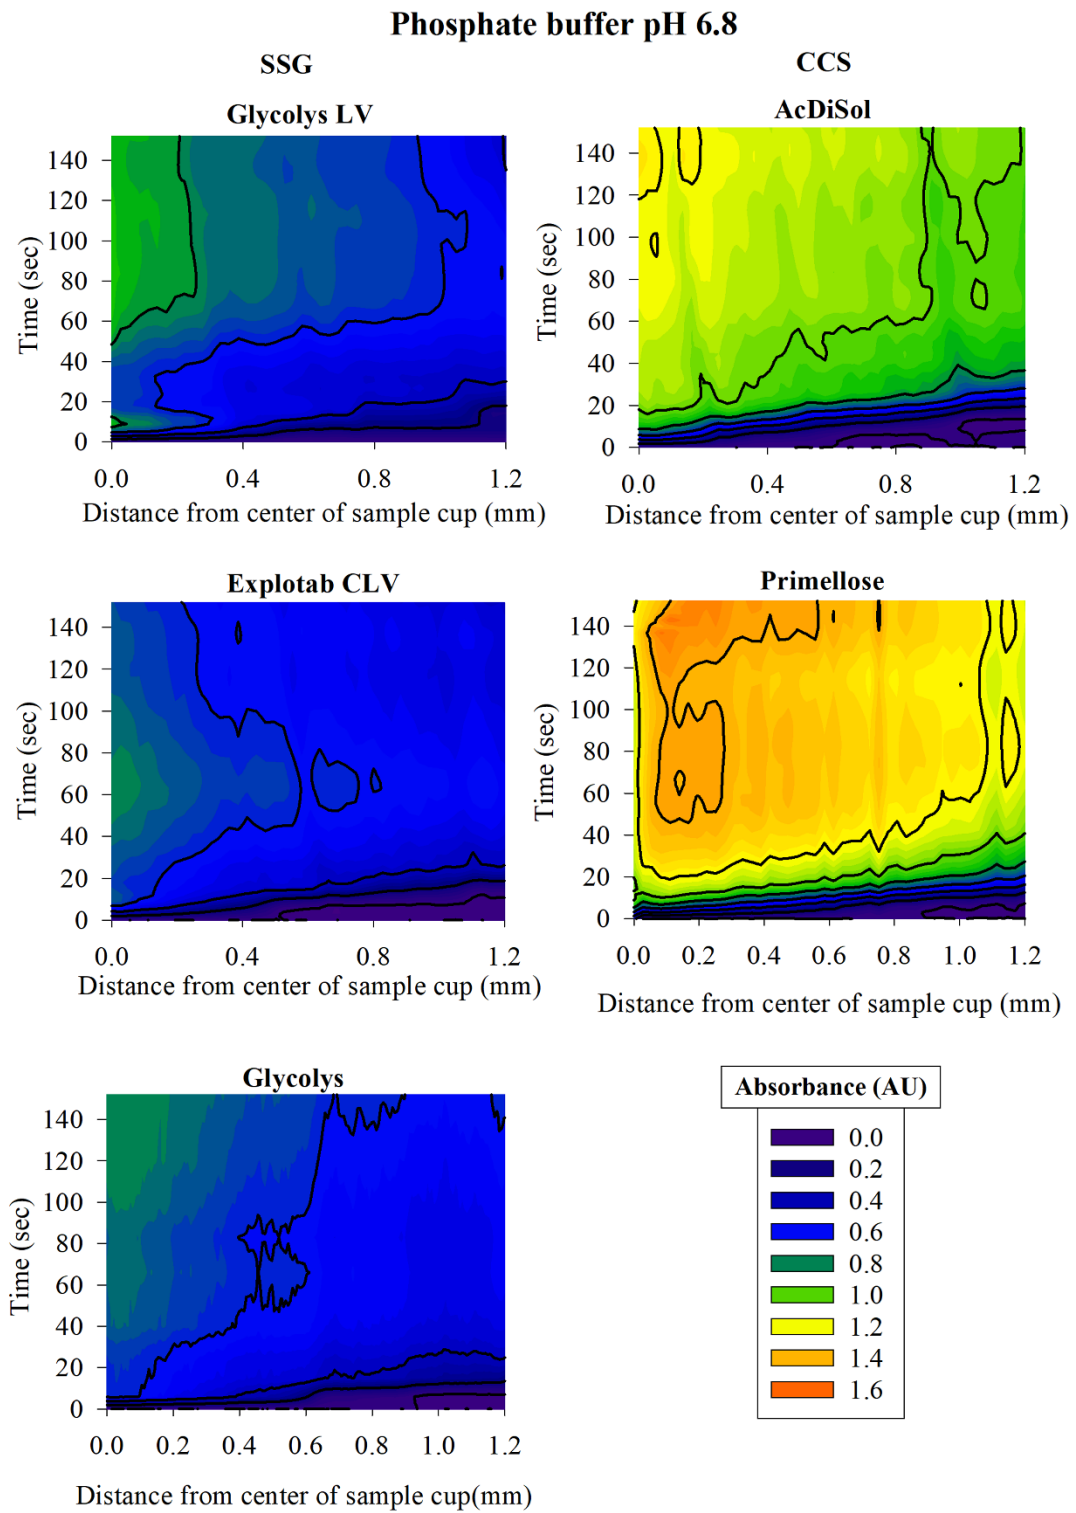 Phosphate buffer pH 6.8
SSG
CCS
Glycolys LV
140
120
100
80
60
40
20
0
Time (sec)
0.0 0.4 0.8 1.2
Distance from center of sample cup (mm)
AcDiSol
140
120
100
80
60
40
20
0
Time (sec)
0.0 0.4 0.8 1.2
Distance from center of sample cup (mm)
Explotab CLV
140
120
100
80
60
40
20
0
Time (sec)
0.0 0.4 0.8 1.2
Distance from center of sample cup (mm)
Primellose
140
120
100
80
60
40
20
0
Time (sec)
0.0 0.2 0.4 0.6 0.8 1.0 1.2
Distance from center of sample cup (mm)
Glycolys
140
120
100
80
60
40
20
0
Time (sec)
0.0 0.2 0.4 0.6 0.8 1.0 1.2
Distance from center of sample cup(mm)
Absorbance (AU)
0.0
0.2
0.4
0.6
0.8
1.0
1.2
1.4
1.6